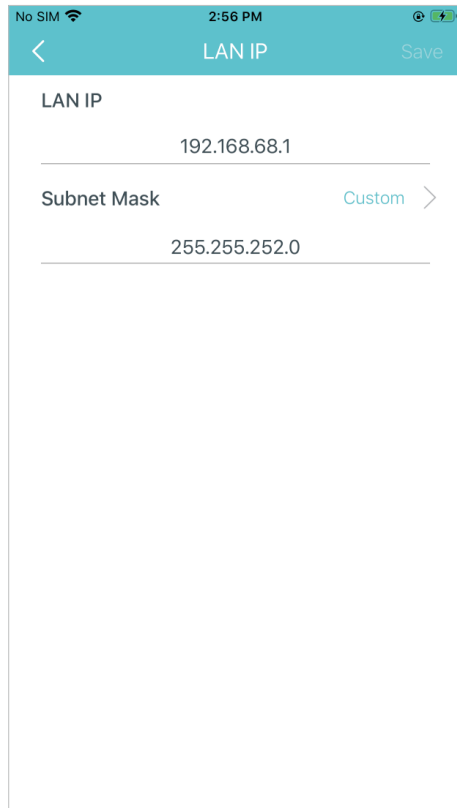 No SIM 2:56 PM
LAN IP Save
LAN IP
192.168.68.1
Subnet Mask Custom
255.255.252.0